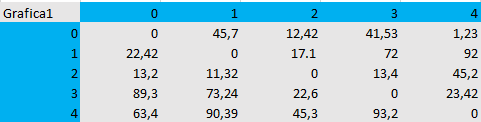 Grafica1 0 1 2 3 4
0 0 45,7 12,42 41,53 1,23
1 22,42 0 17.1 72 92
2 13,2 11,32 0 13,4 45,2
3 89,3 73,24 22,6 0 23,42
4 63,4 90,39 45,3 93,2 0